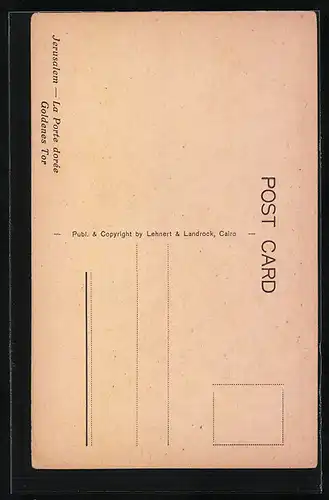 Jerusalem — La Porte dorée
Goldenes Tor
POST CARD
— Publ. & Copyright by Lehnert & Landrock, Cairo —